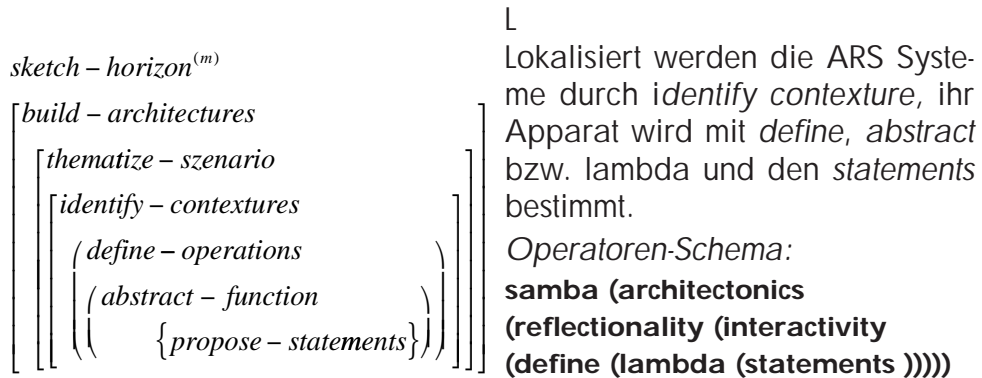 sketch – horizon(m)
build – architectures
thematize – szenario
identify – contextures
define – operations
abstract – function
{propose – statements}
L
Lokalisiert werden die ARS Syste-
me durch identify contexture, ihr
Apparat wird mit define, abstract
bzw. lambda und den statements
bestimmt.
Operatoren-Schema:
samba (architectonics
(reflectionality (interactivity
(define (lambda (statements )))))